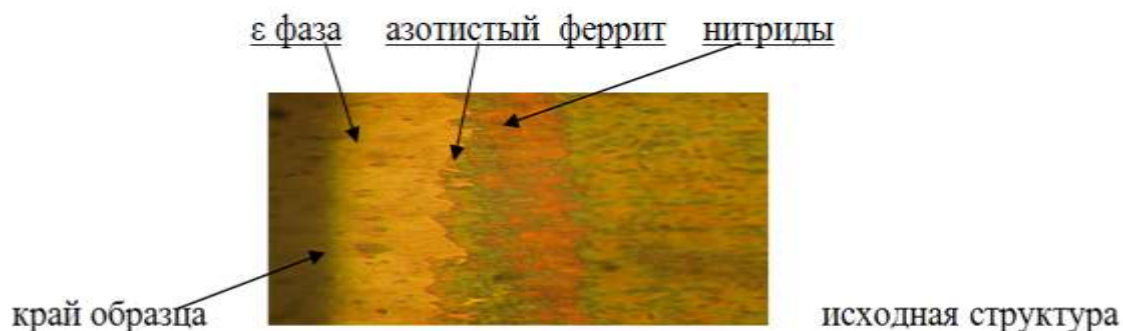 ε фаза азотистый феррит нитриды
край образца исходная структура